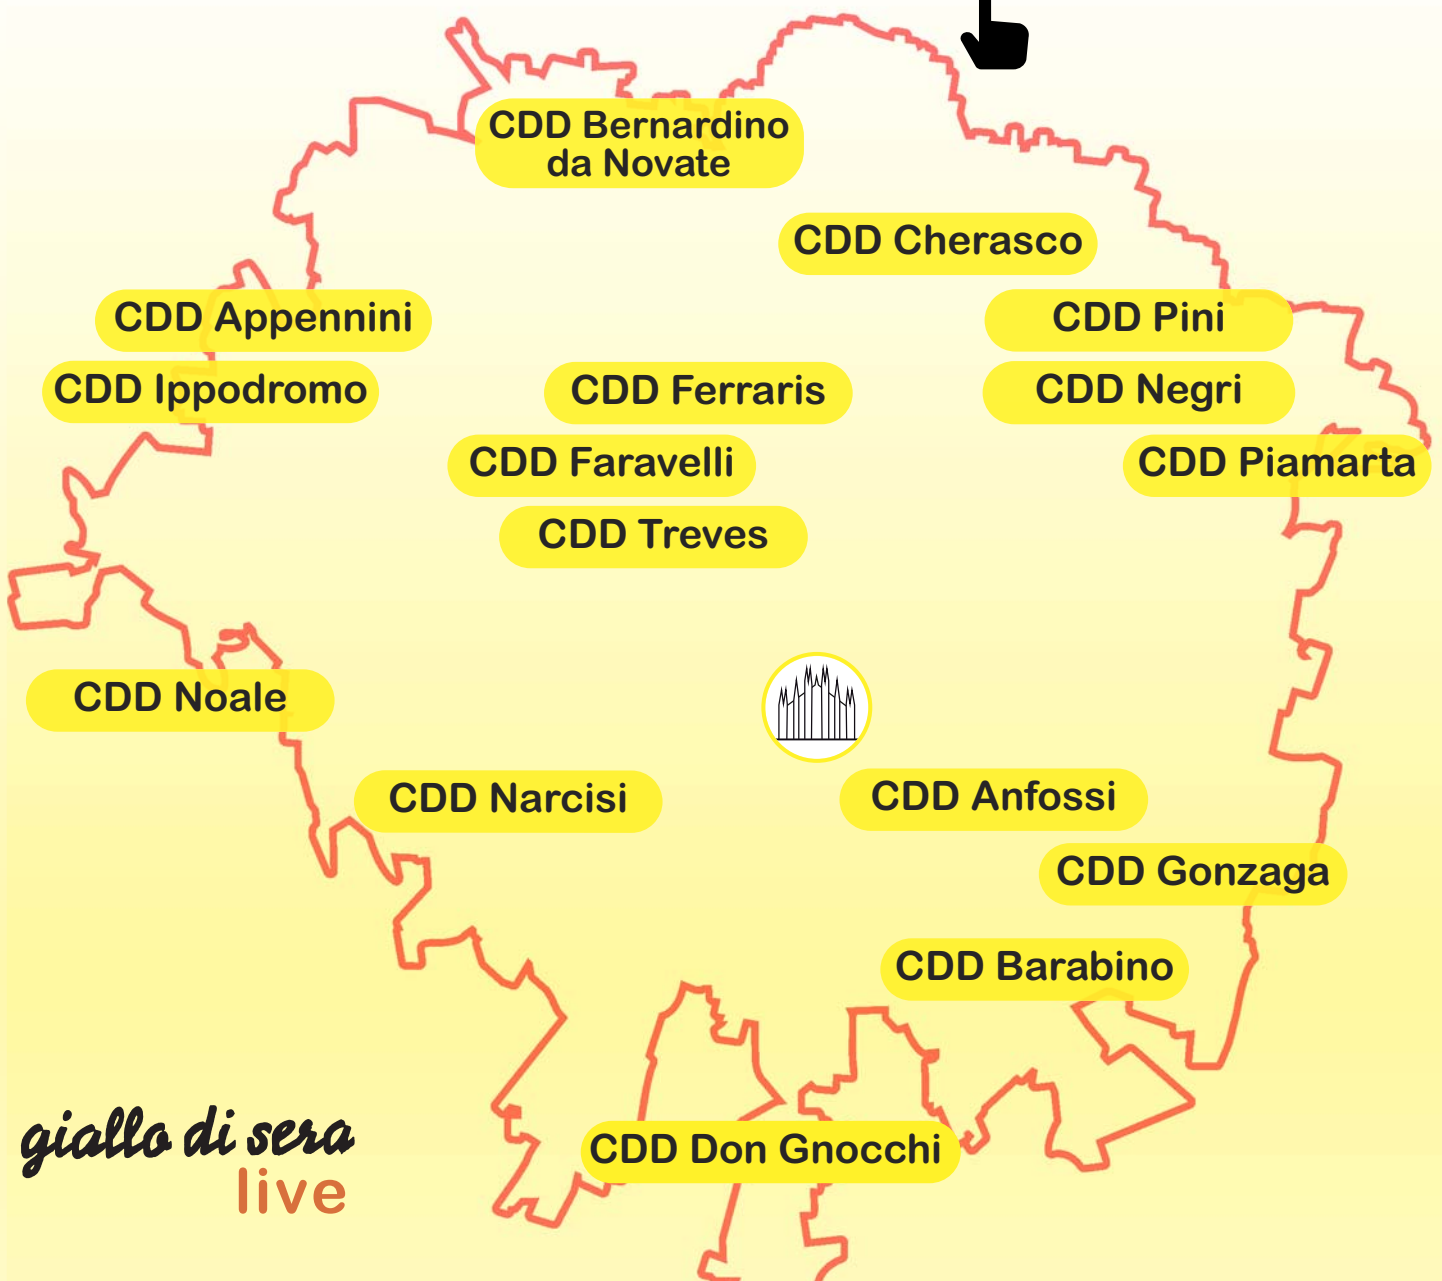 CDD Bernardino
da Novate
CDD Cherasco
CDD Appennini
CDD Pini
CDD Ippodromo
CDD Ferraris
CDD Negri
CDD Faravelli
CDD Piamarta
CDD Treves
CDD Noale
CDD Narcisi
CDD Anfossi
CDD Gonzaga
CDD Barabino
CDD Don Gnocchi
giallo di sera
live